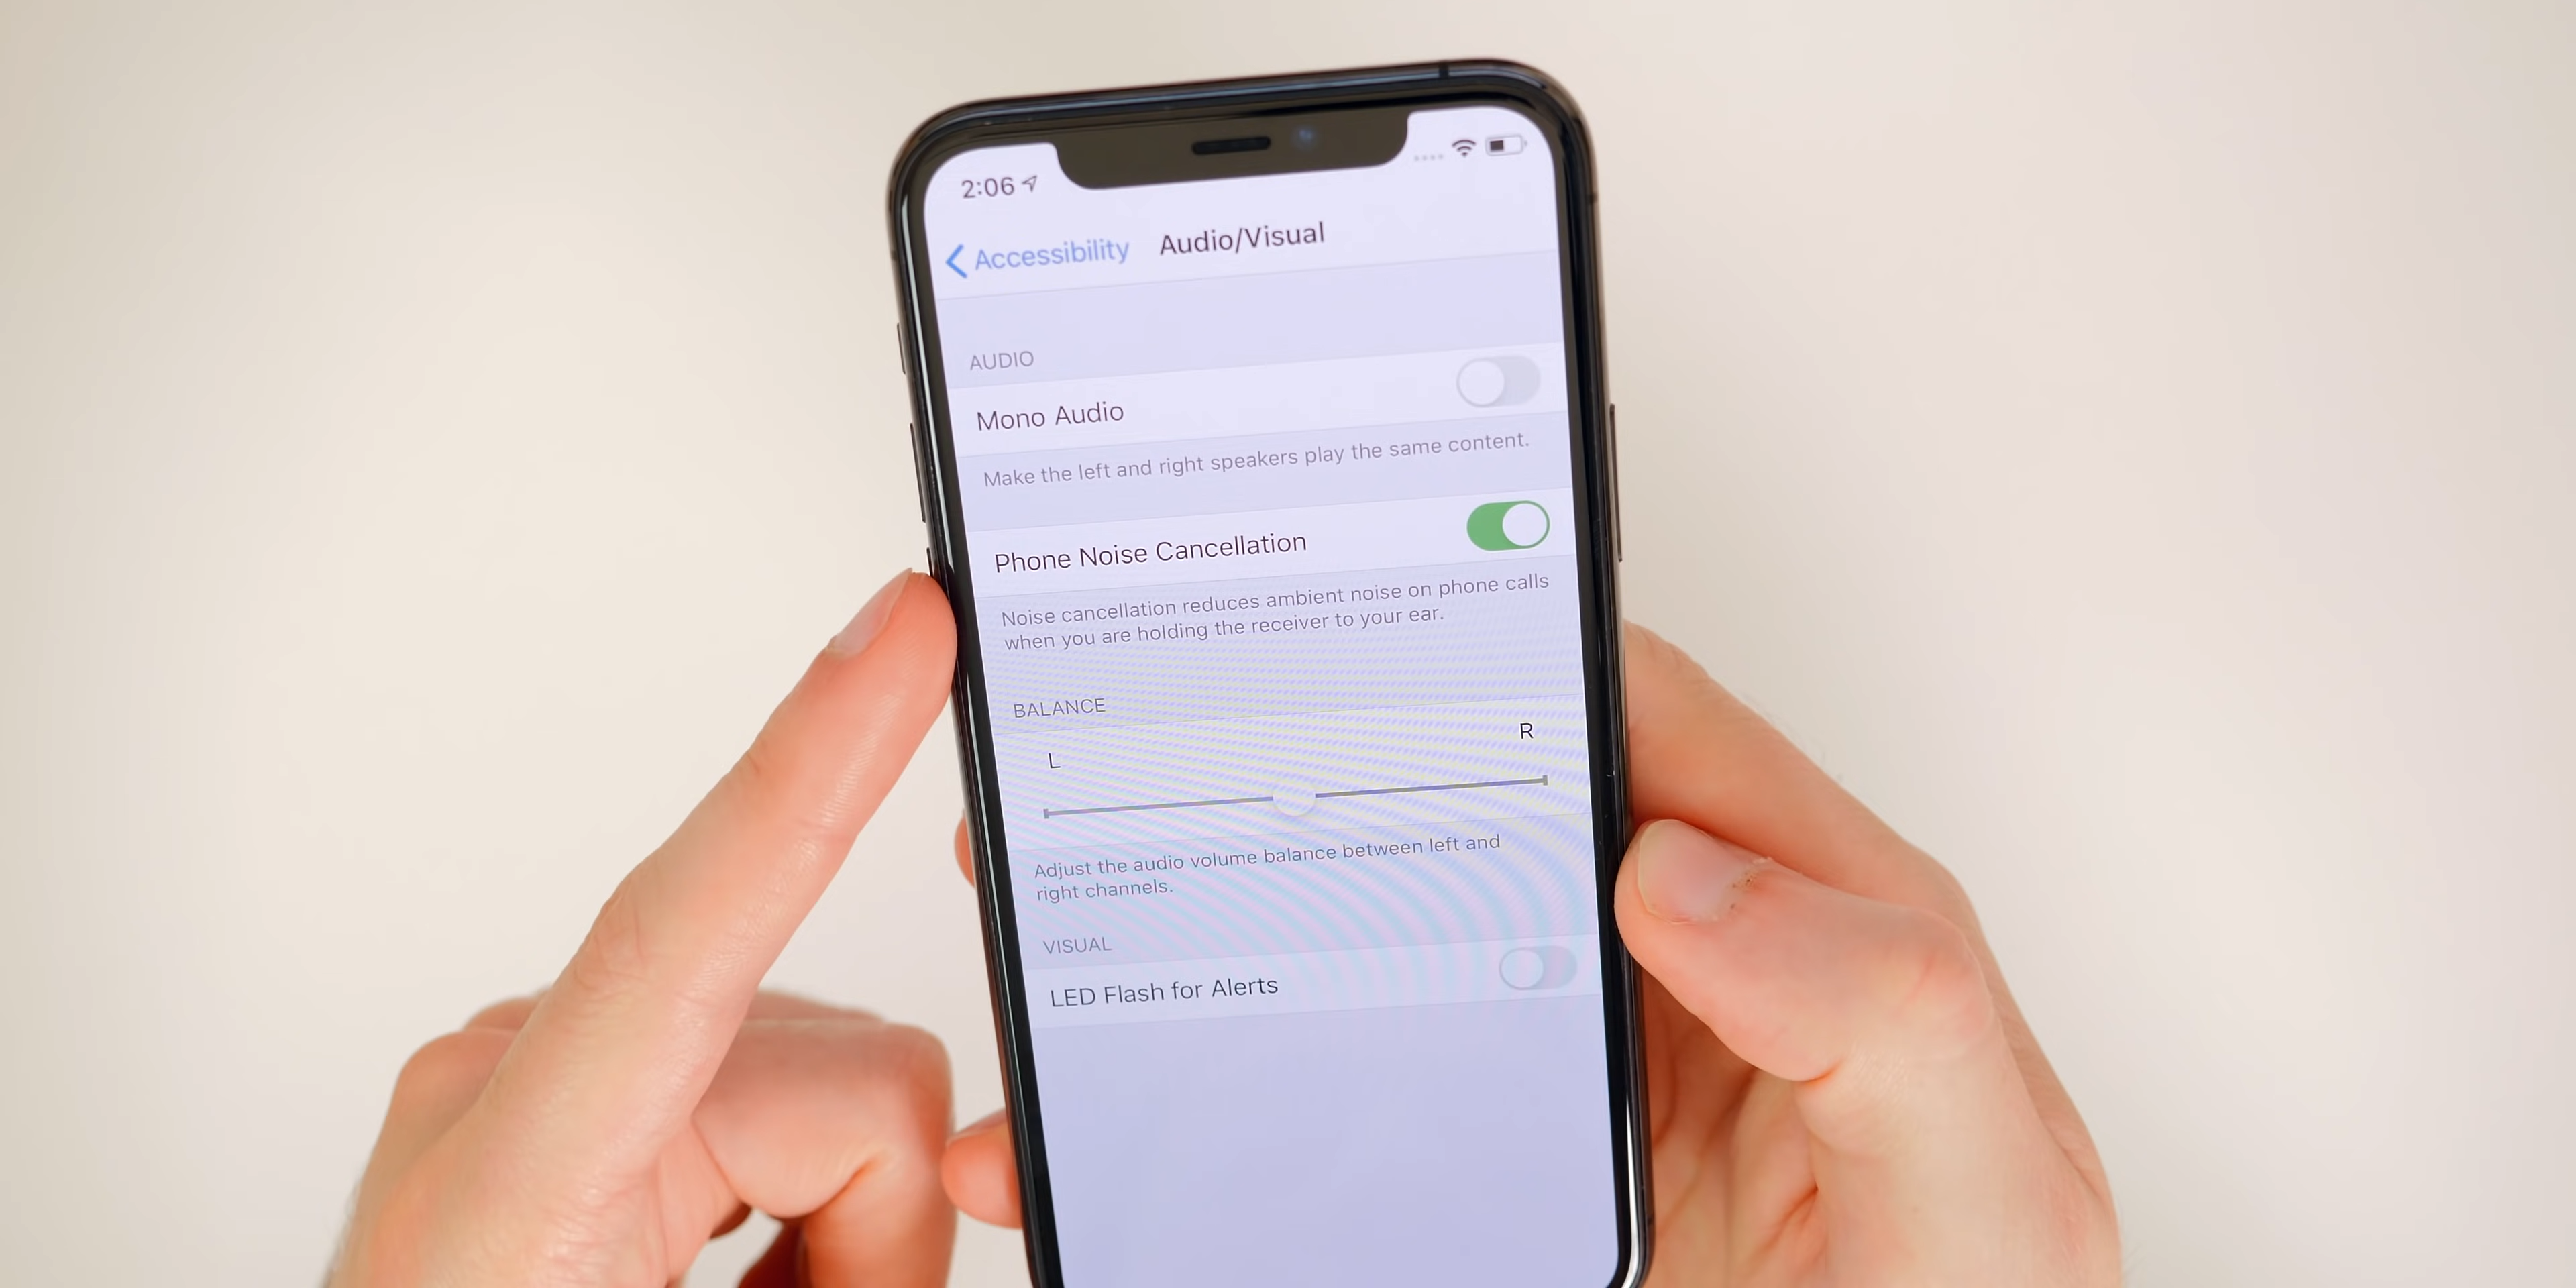 2:06
Accessibility Audio/Visual
AUDIO
Mono Audio
Make the left and right speakers play the same content.
Phone Noise Cancellation
Noise cancellation reduces ambient noise on phone calls
when you are holding the receiver to your ear.
BALANCE
L R
Adjust the audio volume balance between left and
right channels.
VISUAL
LED Flash for Alerts